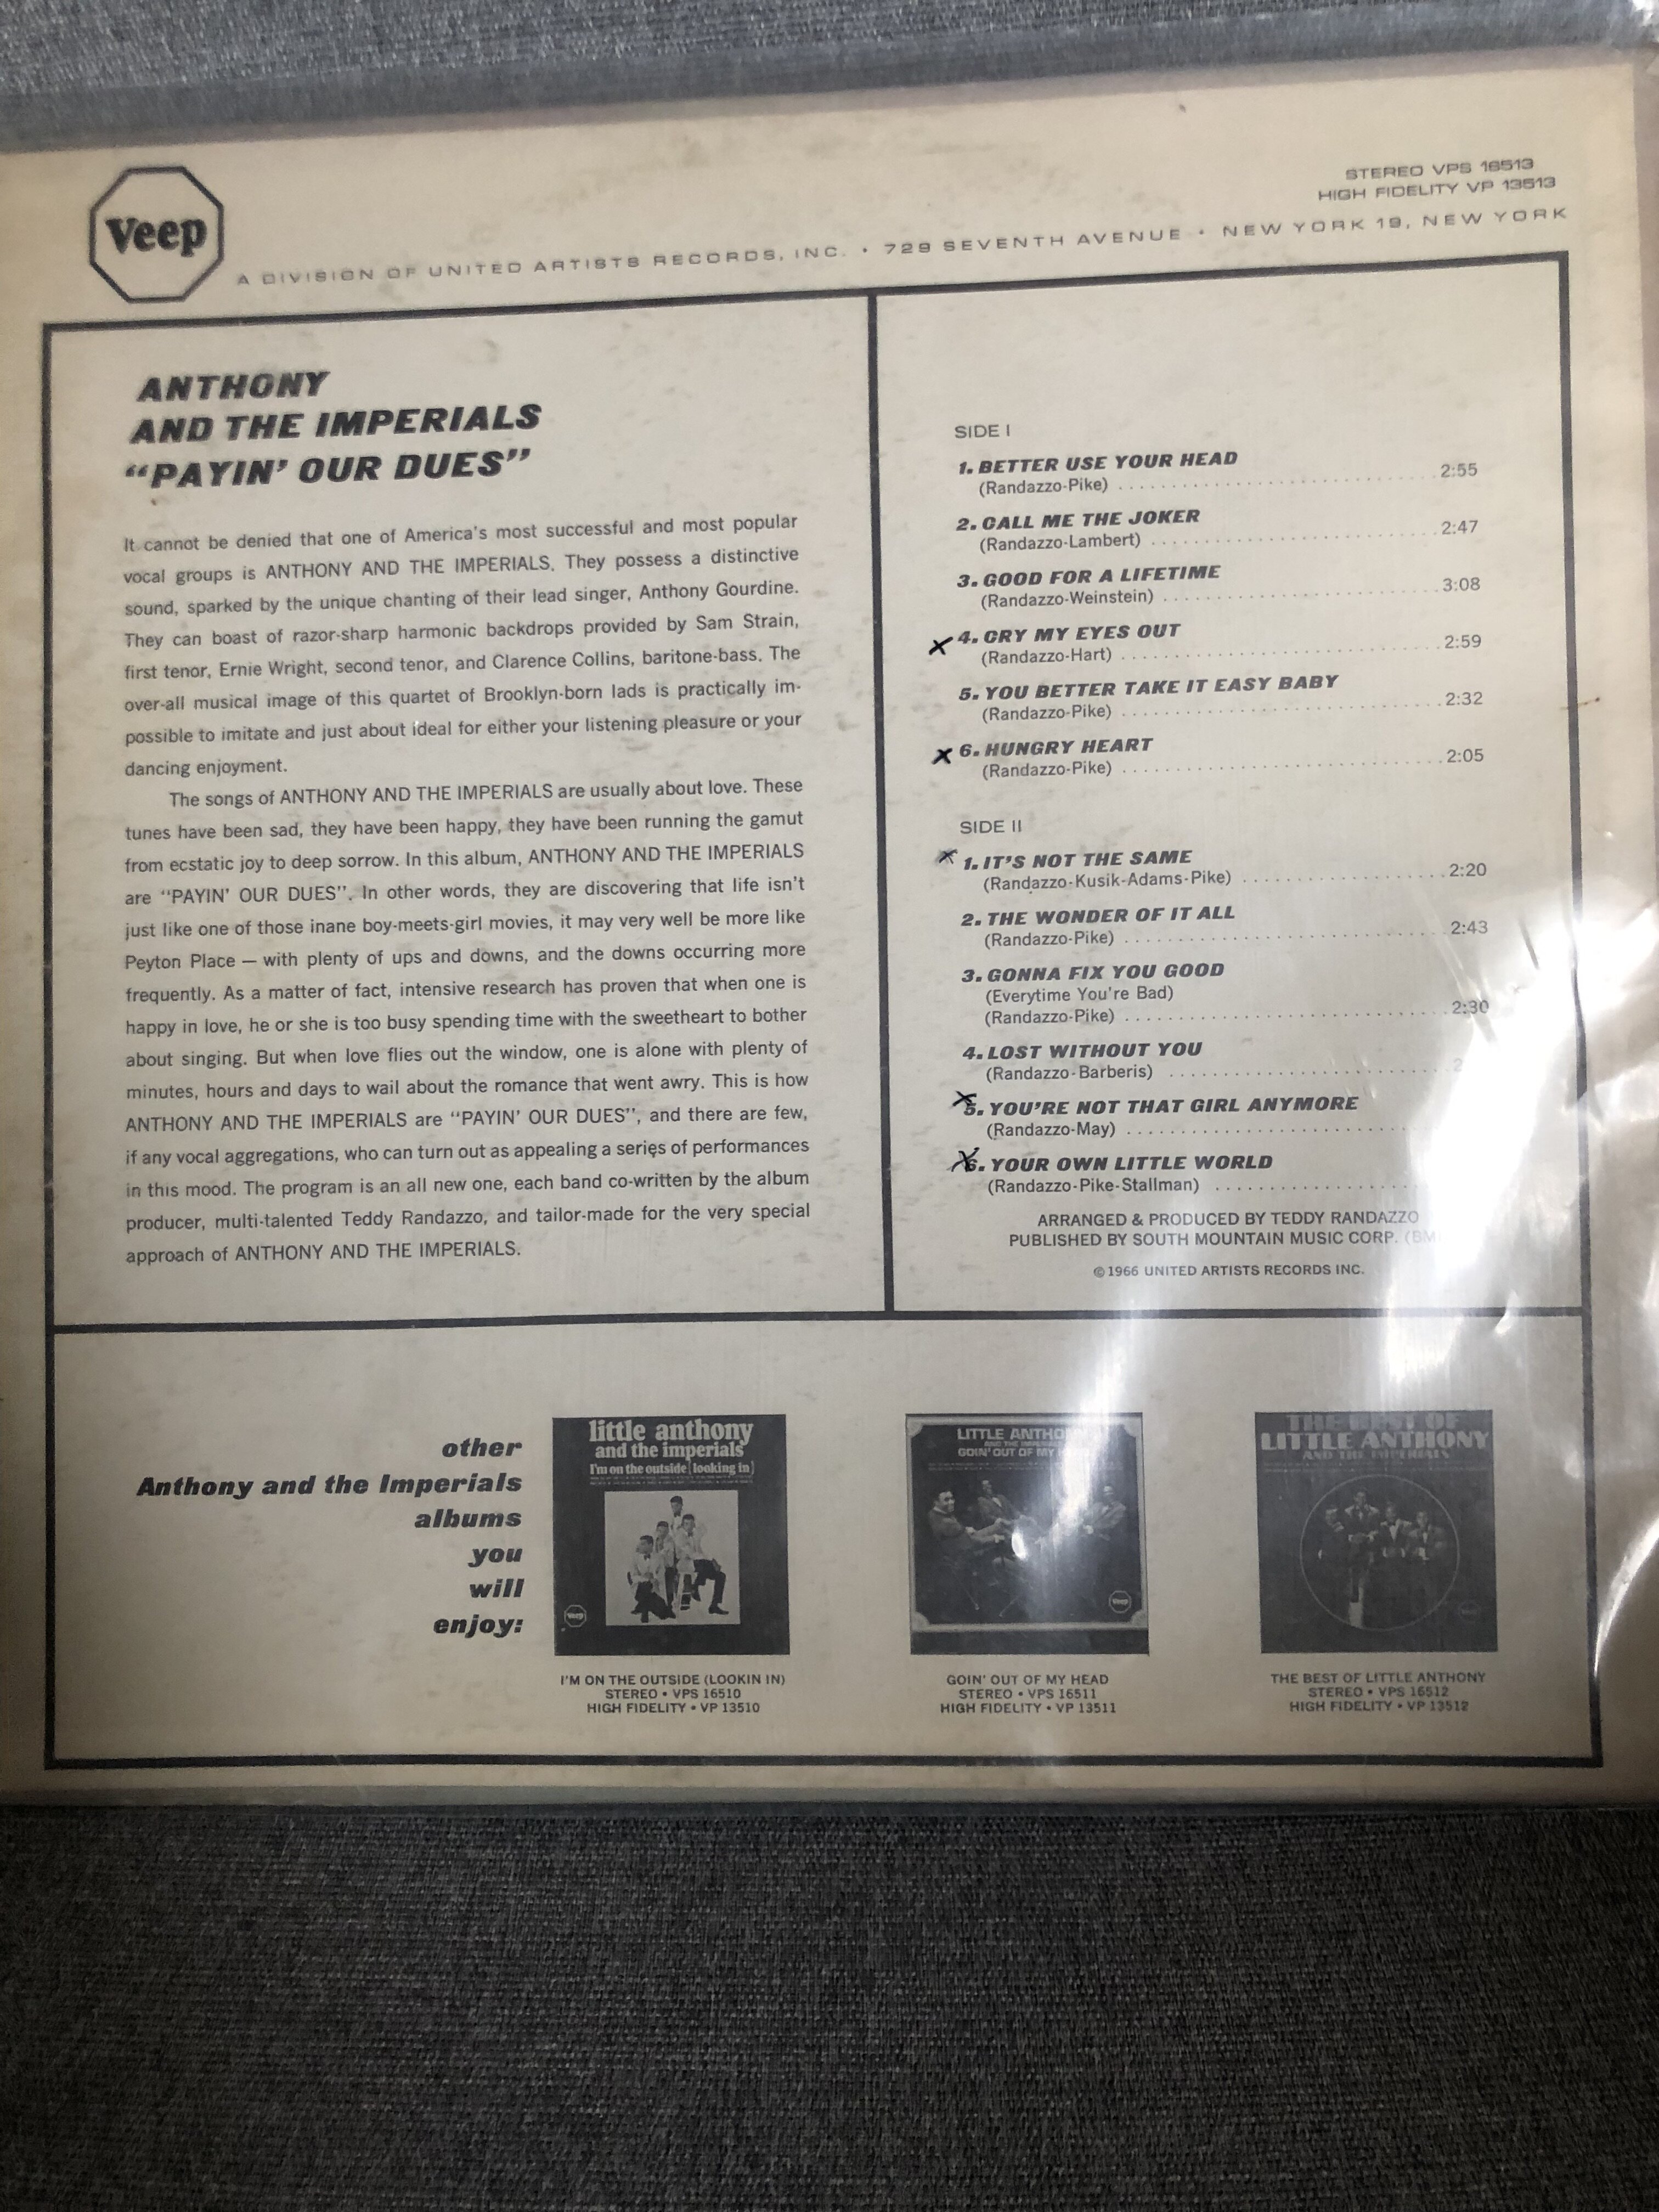 Veep
STEREO VPS 16513
HIGH FIDELITY VP 13513
A DIVISION OF UNITED ARTISTS RECORDS, INC. • 729 SEVENTH AVENUE • NEW YORK 19, NEW YORK
ANTHONY
AND THE IMPERIALS
“PAYIN’ OUR DUES”
It cannot be denied that one of America’s most successful and most popular
vocal groups is ANTHONY AND THE IMPERIALS. They possess a distinctive
sound, sparked by the unique chanting of their lead singer, Anthony Gourdine.
They can boast of razor-sharp harmonic backdrops provided by Sam Strain,
first tenor, Ernie Wright, second tenor, and Clarence Collins, baritone-bass. The
over-all musical image of this quartet of Brooklyn-born lads is practically im-
possible to imitate and just about ideal for either your listening pleasure or your
dancing enjoyment.
The songs of ANTHONY AND THE IMPERIALS are usually about love. These
tunes have been sad, they have been happy, they have been running the gamut
from ecstatic joy to deep sorrow. In this album, ANTHONY AND THE IMPERIALS
are “PAYIN’ OUR DUES”. In other words, they are discovering that life isn’t
just like one of those inane boy-meets-girl movies, it may very well be more like
Peyton Place — with plenty of ups and downs, and the downs occurring more
frequently. As a matter of fact, intensive research has proven that when one is
happy in love, he or she is too busy spending time with the sweetheart to bother
about singing. But when love flies out the window, one is alone with plenty of
minutes, hours and days to wail about the romance that went awry. This is how
ANTHONY AND THE IMPERIALS are “PAYIN’ OUR DUES”, and there are few,
if any vocal aggregations, who can turn out as appealing a series of performances
in this mood. The program is an all new one, each band co-written by the album
producer, multi-talented Teddy Randazzo, and tailor-made for the very special
approach of ANTHONY AND THE IMPERIALS.
SIDE I
1. BETTER USE YOUR HEAD
(Randazzo-Pike) 2:55
2. CALL ME THE JOKER
(Randazzo-Lambert) 2:47
3. GOOD FOR A LIFETIME
(Randazzo-Weinstein) 3:08
X 4. CRY MY EYES OUT
(Randazzo-Hart) 2:59
5. YOU BETTER TAKE IT EASY BABY
(Randazzo-Pike) 2:32
X 6. HUNGRY HEART
(Randazzo-Pike) 2:05
SIDE II
X 1. IT’S NOT THE SAME
(Randazzo-Kusik-Adams-Pike) 2:20
2. THE WONDER OF IT ALL
(Randazzo-Pike) 2:43
3. GONNA FIX YOU GOOD
(Everytime You’re Bad)
(Randazzo-Pike) 2:30
4. LOST WITHOUT YOU
(Randazzo-Barberis)
X 5. YOU’RE NOT THAT GIRL ANYMORE
(Randazzo-May)
X 6. YOUR OWN LITTLE WORLD
(Randazzo-Pike-Stallman)
ARRANGED & PRODUCED BY TEDDY RANDAZZO
PUBLISHED BY SOUTH MOUNTAIN MUSIC CORP.
© 1966 UNITED ARTISTS RECORDS INC.
other
Anthony and the Imperials
albums
you
will
enjoy:
little anthony
and the imperials
I'm on the outside (looking in)
Veep
I’M ON THE OUTSIDE (LOOKIN IN)
STEREO • VPS 16510
HIGH FIDELITY • VP 13510
LITTLE
AND THE IMPERIALS
GOIN' OUT OF MY
Veep
GOIN’ OUT OF MY HEAD
STEREO • VPS 16511
HIGH FIDELITY • VP 13511
THE BEST OF
LITTLE ANTHONY
AND THE IMPERIALS
THE BEST OF LITTLE ANTHONY
STEREO • VPS 16512
HIGH FIDELITY • VP 13512